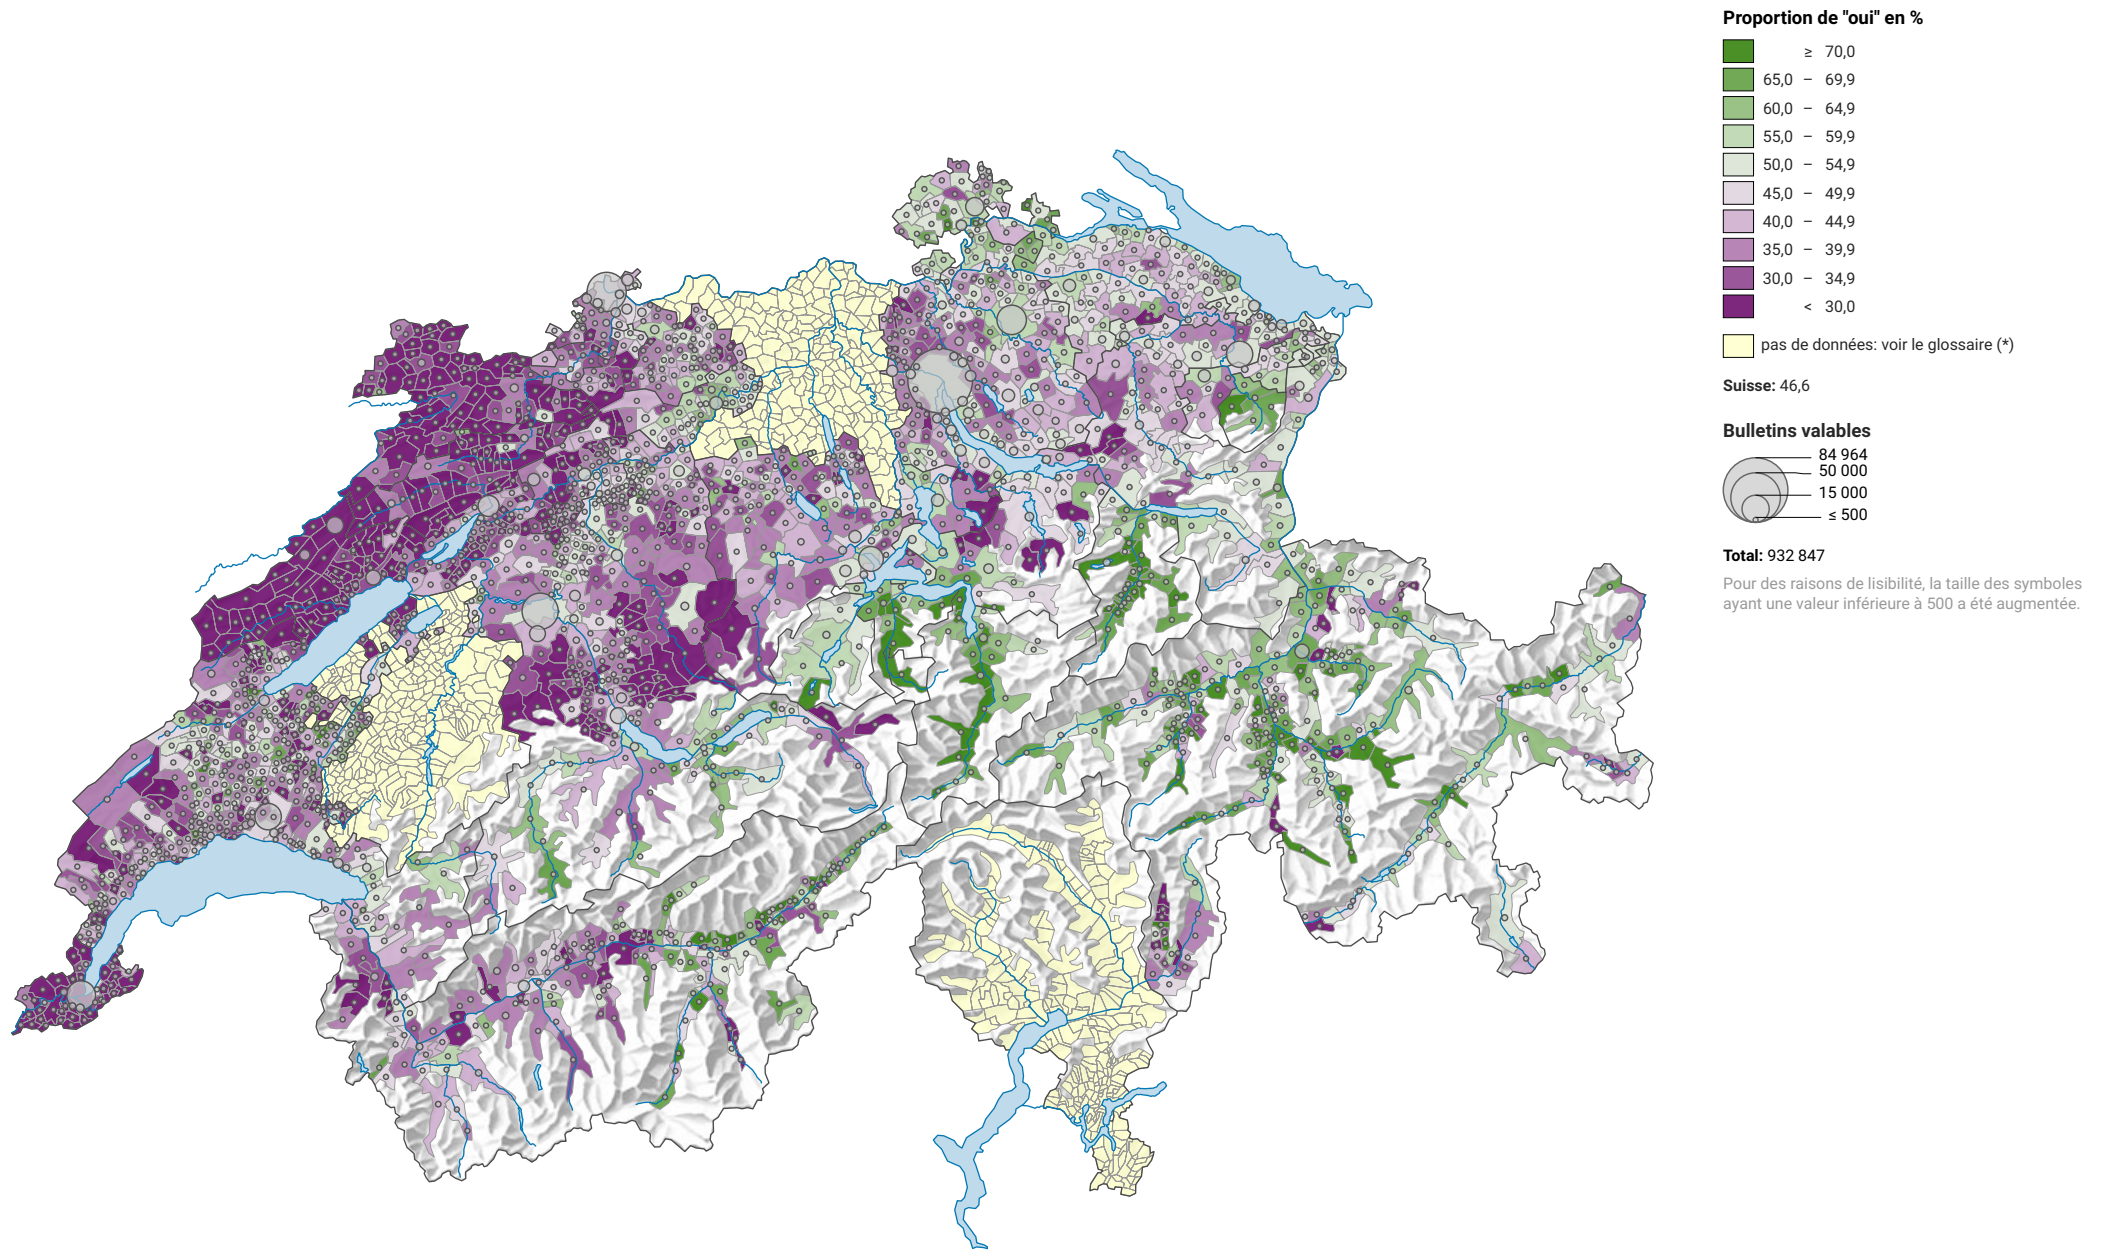 Proportion de "oui" en %
≥ 70,0
65,0 – 69,9
60,0 – 64,9
55,0 – 59,9
50,0 – 54,9
45,0 – 49,9
40,0 – 44,9
35,0 – 39,9
30,0 – 34,9
< 30,0
pas de données: voir le glossaire (*)
Suisse: 46,6
Bulletins valables
84 964
50 000
15 000
≤ 500
Total: 932 847
Pour des raisons de lisibilité, la taille des symboles
ayant une valeur inférieure à 500 a été augmentée.